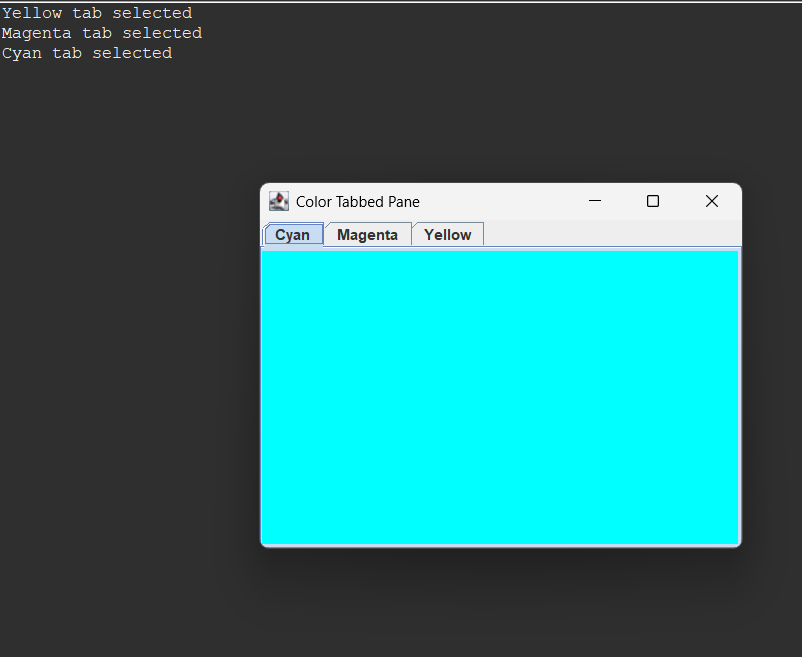 Yellow tab selected
Magenta tab selected
Cyan tab selected
Color Tabbed Pane
Cyan Magenta Yellow